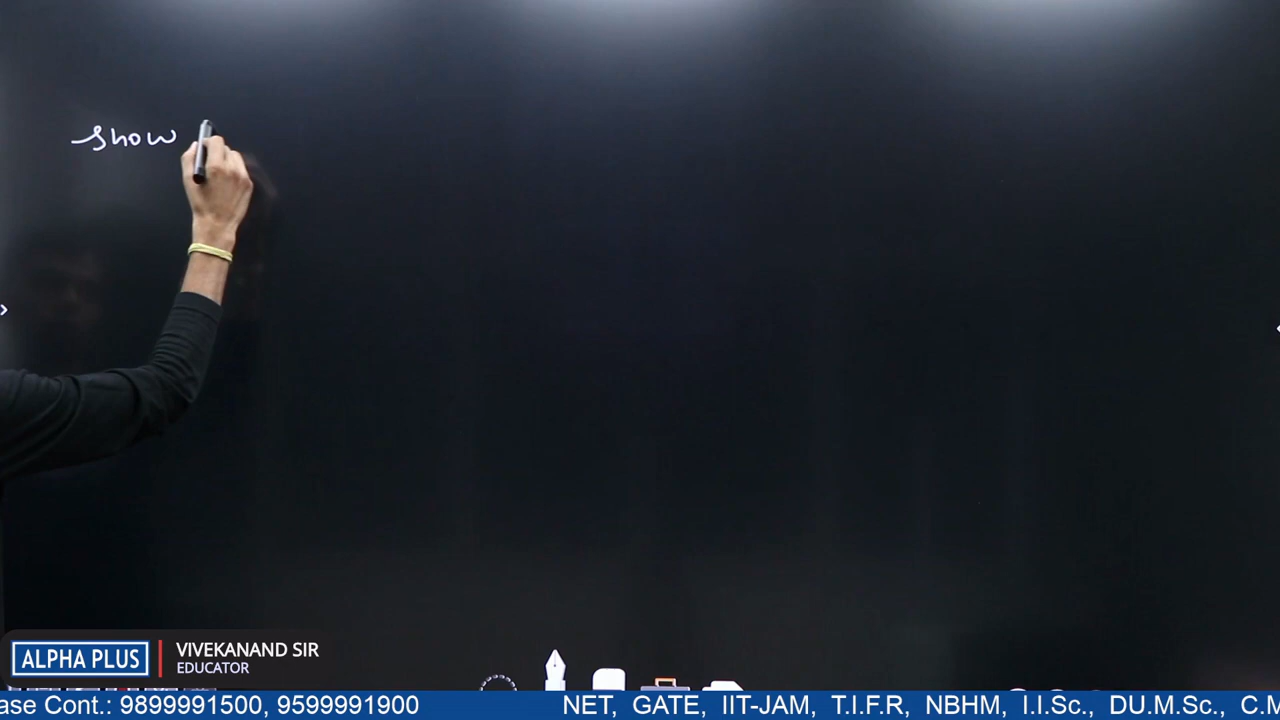 show
ALPHA PLUS
VIVEKANAND SIR
EDUCATOR
ase Cont.: 9899991500, 9599991900 NET, GATE, IIT-JAM, T.I.F.R, NBHM, I.I.Sc., DU.M.Sc., C.M